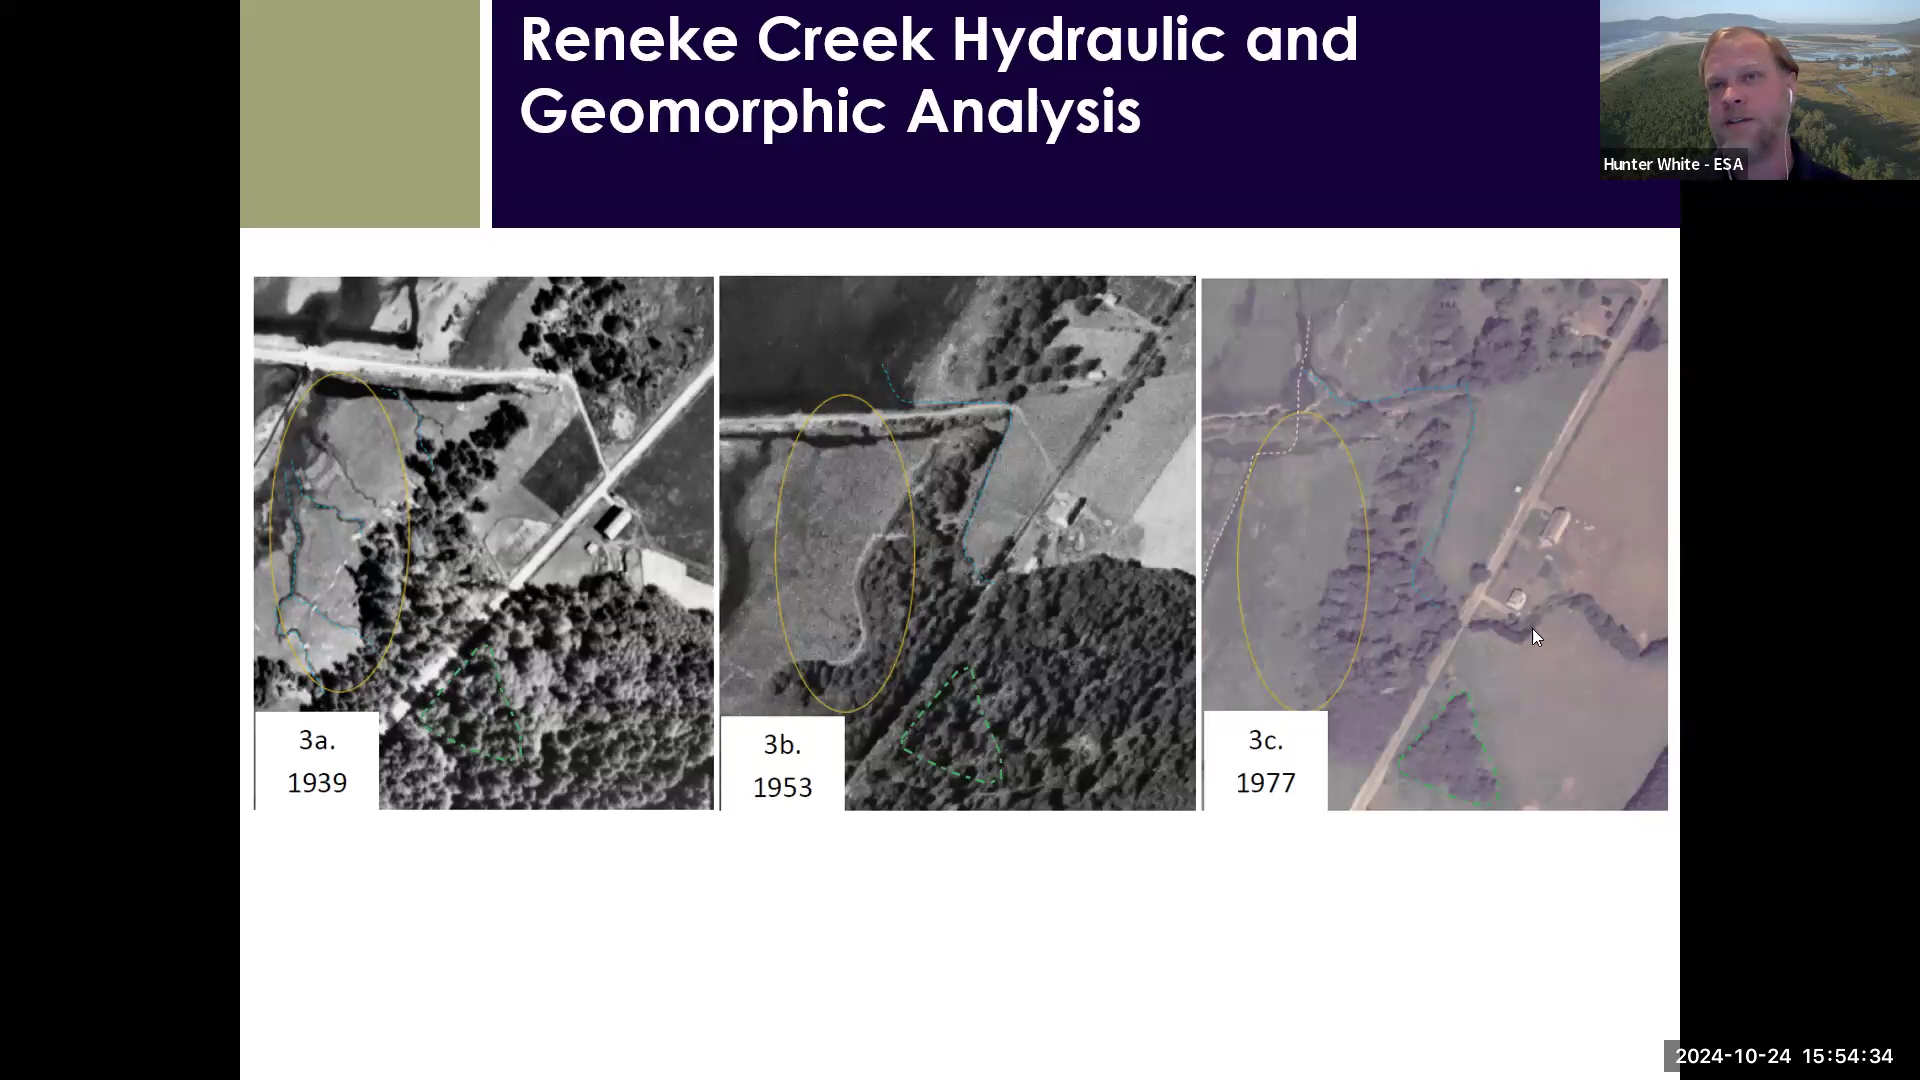 Reneke Creek Hydraulic and
Geomorphic Analysis
Hunter White - ESA
3a.
1939
3b.
1953
3c.
1977
2024-10-24 15:54:34